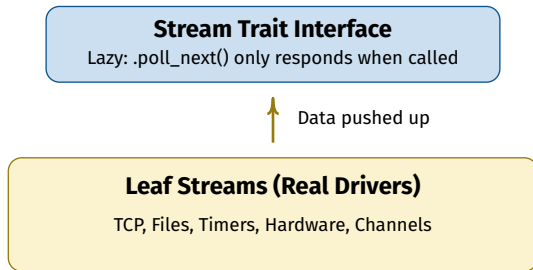 Stream Trait Interface
Lazy: .poll_next() only responds when called
Data pushed up
Leaf Streams (Real Drivers)
TCP, Files, Timers, Hardware, Channels